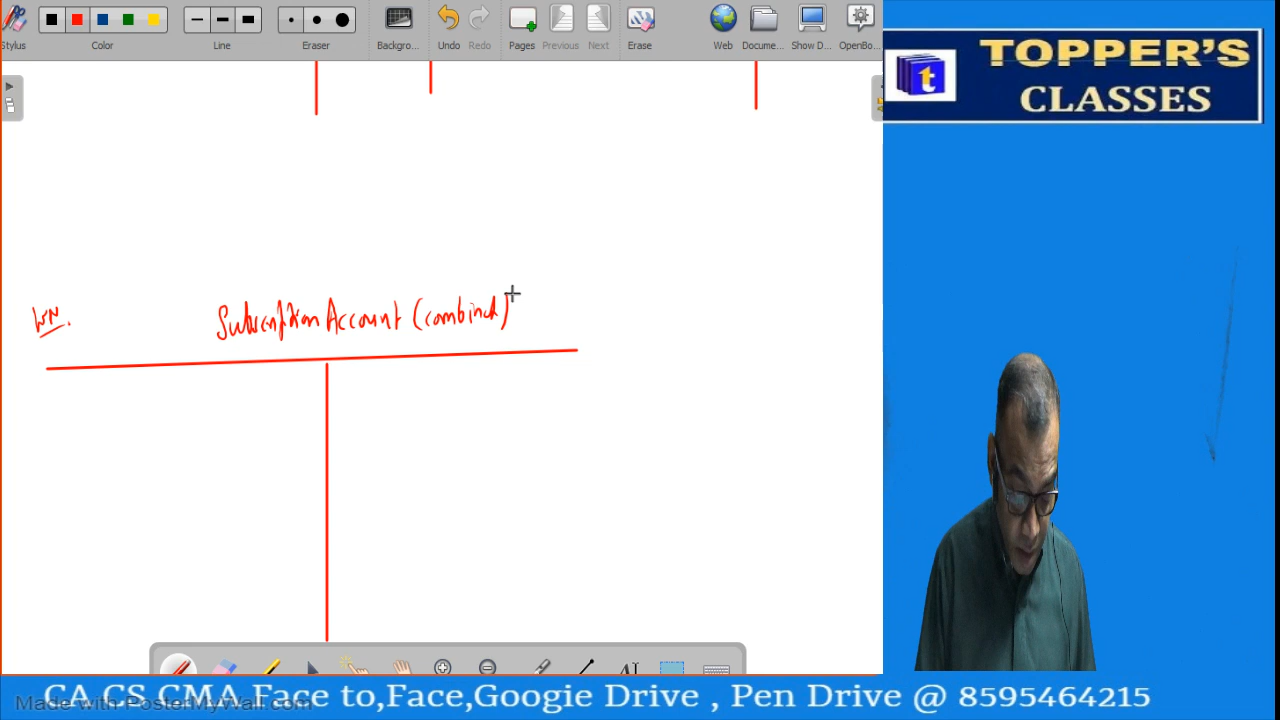 Stylus Color Line Eraser Backgro... Undo Redo Pages Previous Next Erase Web Docume... Show D... OpenBo...
TOPPER'S
t
CLASSES
WN.
Subscription Account (combined)
CA,CS,CMA Face to,Face,Googie Drive , Pen Drive @ 8595464215
Made with PosterMyWall.com